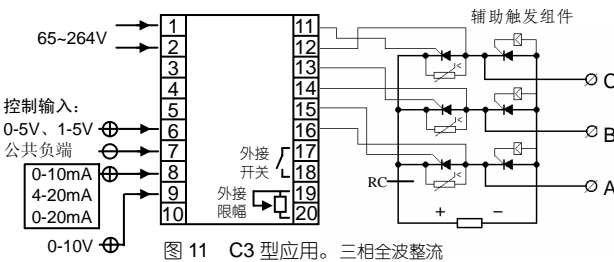 辅助触发组件
65~264V
1
2
3
4
5
6
7
8
9
10
11
12
13
14
15
16
17
18
19
20
控制输入:
0-5V、1-5V
公共负端
0-10mA
4-20mA
0-20mA
0-10V
外接
开关
外接
限幅
C
B
A
RC
+ −
图 11 C3 型应用。三相全波整流